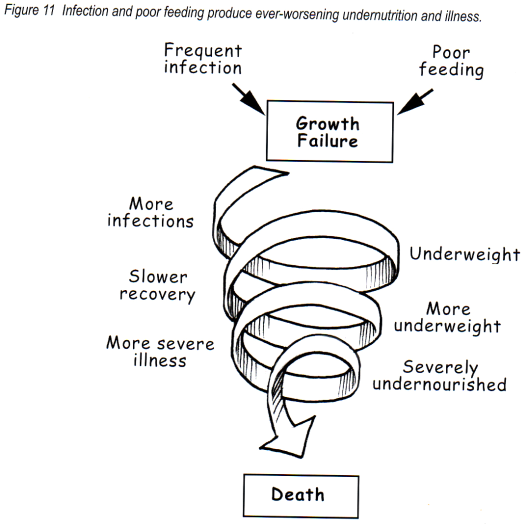 Figure 11 Infection and poor feeding produce ever-worsening undernutrition and illness.
Frequent
infection
Poor
feeding
Growth
Failure
More
infections
Underweight
Slower
recovery
More
underweight
More severe
illness
Severely
undernourished
Death